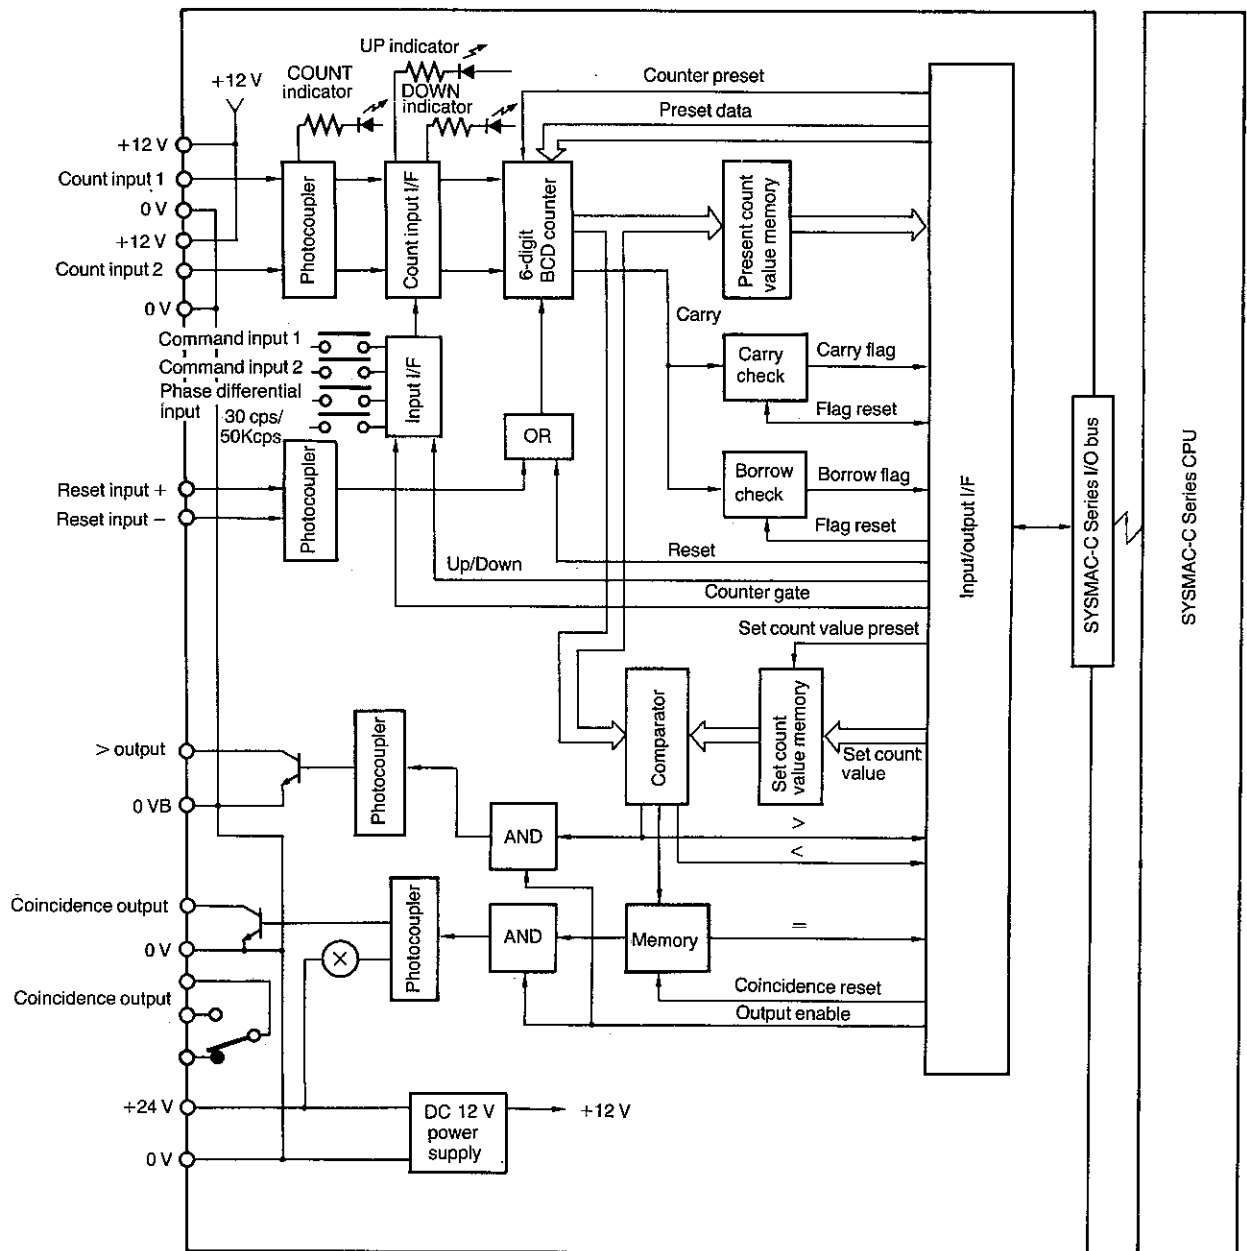 UP indicator
+12 V
COUNT
indicator
DOWN
indicator
Counter preset
Preset data
+12 V
Count input 1
0 V
+12 V
Count input 2
0 V
Photocoupler
Count input I/F
6-digit
BCD counter
Present count
value memory
Carry
Command input 1
Command input 2
Phase differential
input
30 cps/
50Kcps
Input I/F
Carry
check
Carry flag
Flag reset
OR
Borrow
check
Borrow flag
Flag reset
Reset input +
Reset input −
Photocoupler
Reset
Up/Down
Counter gate
Input/output I/F
SYSMAC-C Series I/O bus
SYSMAC-C Series CPU
Set count value preset
Comparator
Set count
value memory
Set count
value
> output
0 VB
Photocoupler
AND
>
<
Coincidence output
0 V
Photocoupler
AND
Memory
=
Coincidence output
Coincidence reset
Output enable
+24 V
DC 12 V
power
supply
+12 V
0 V